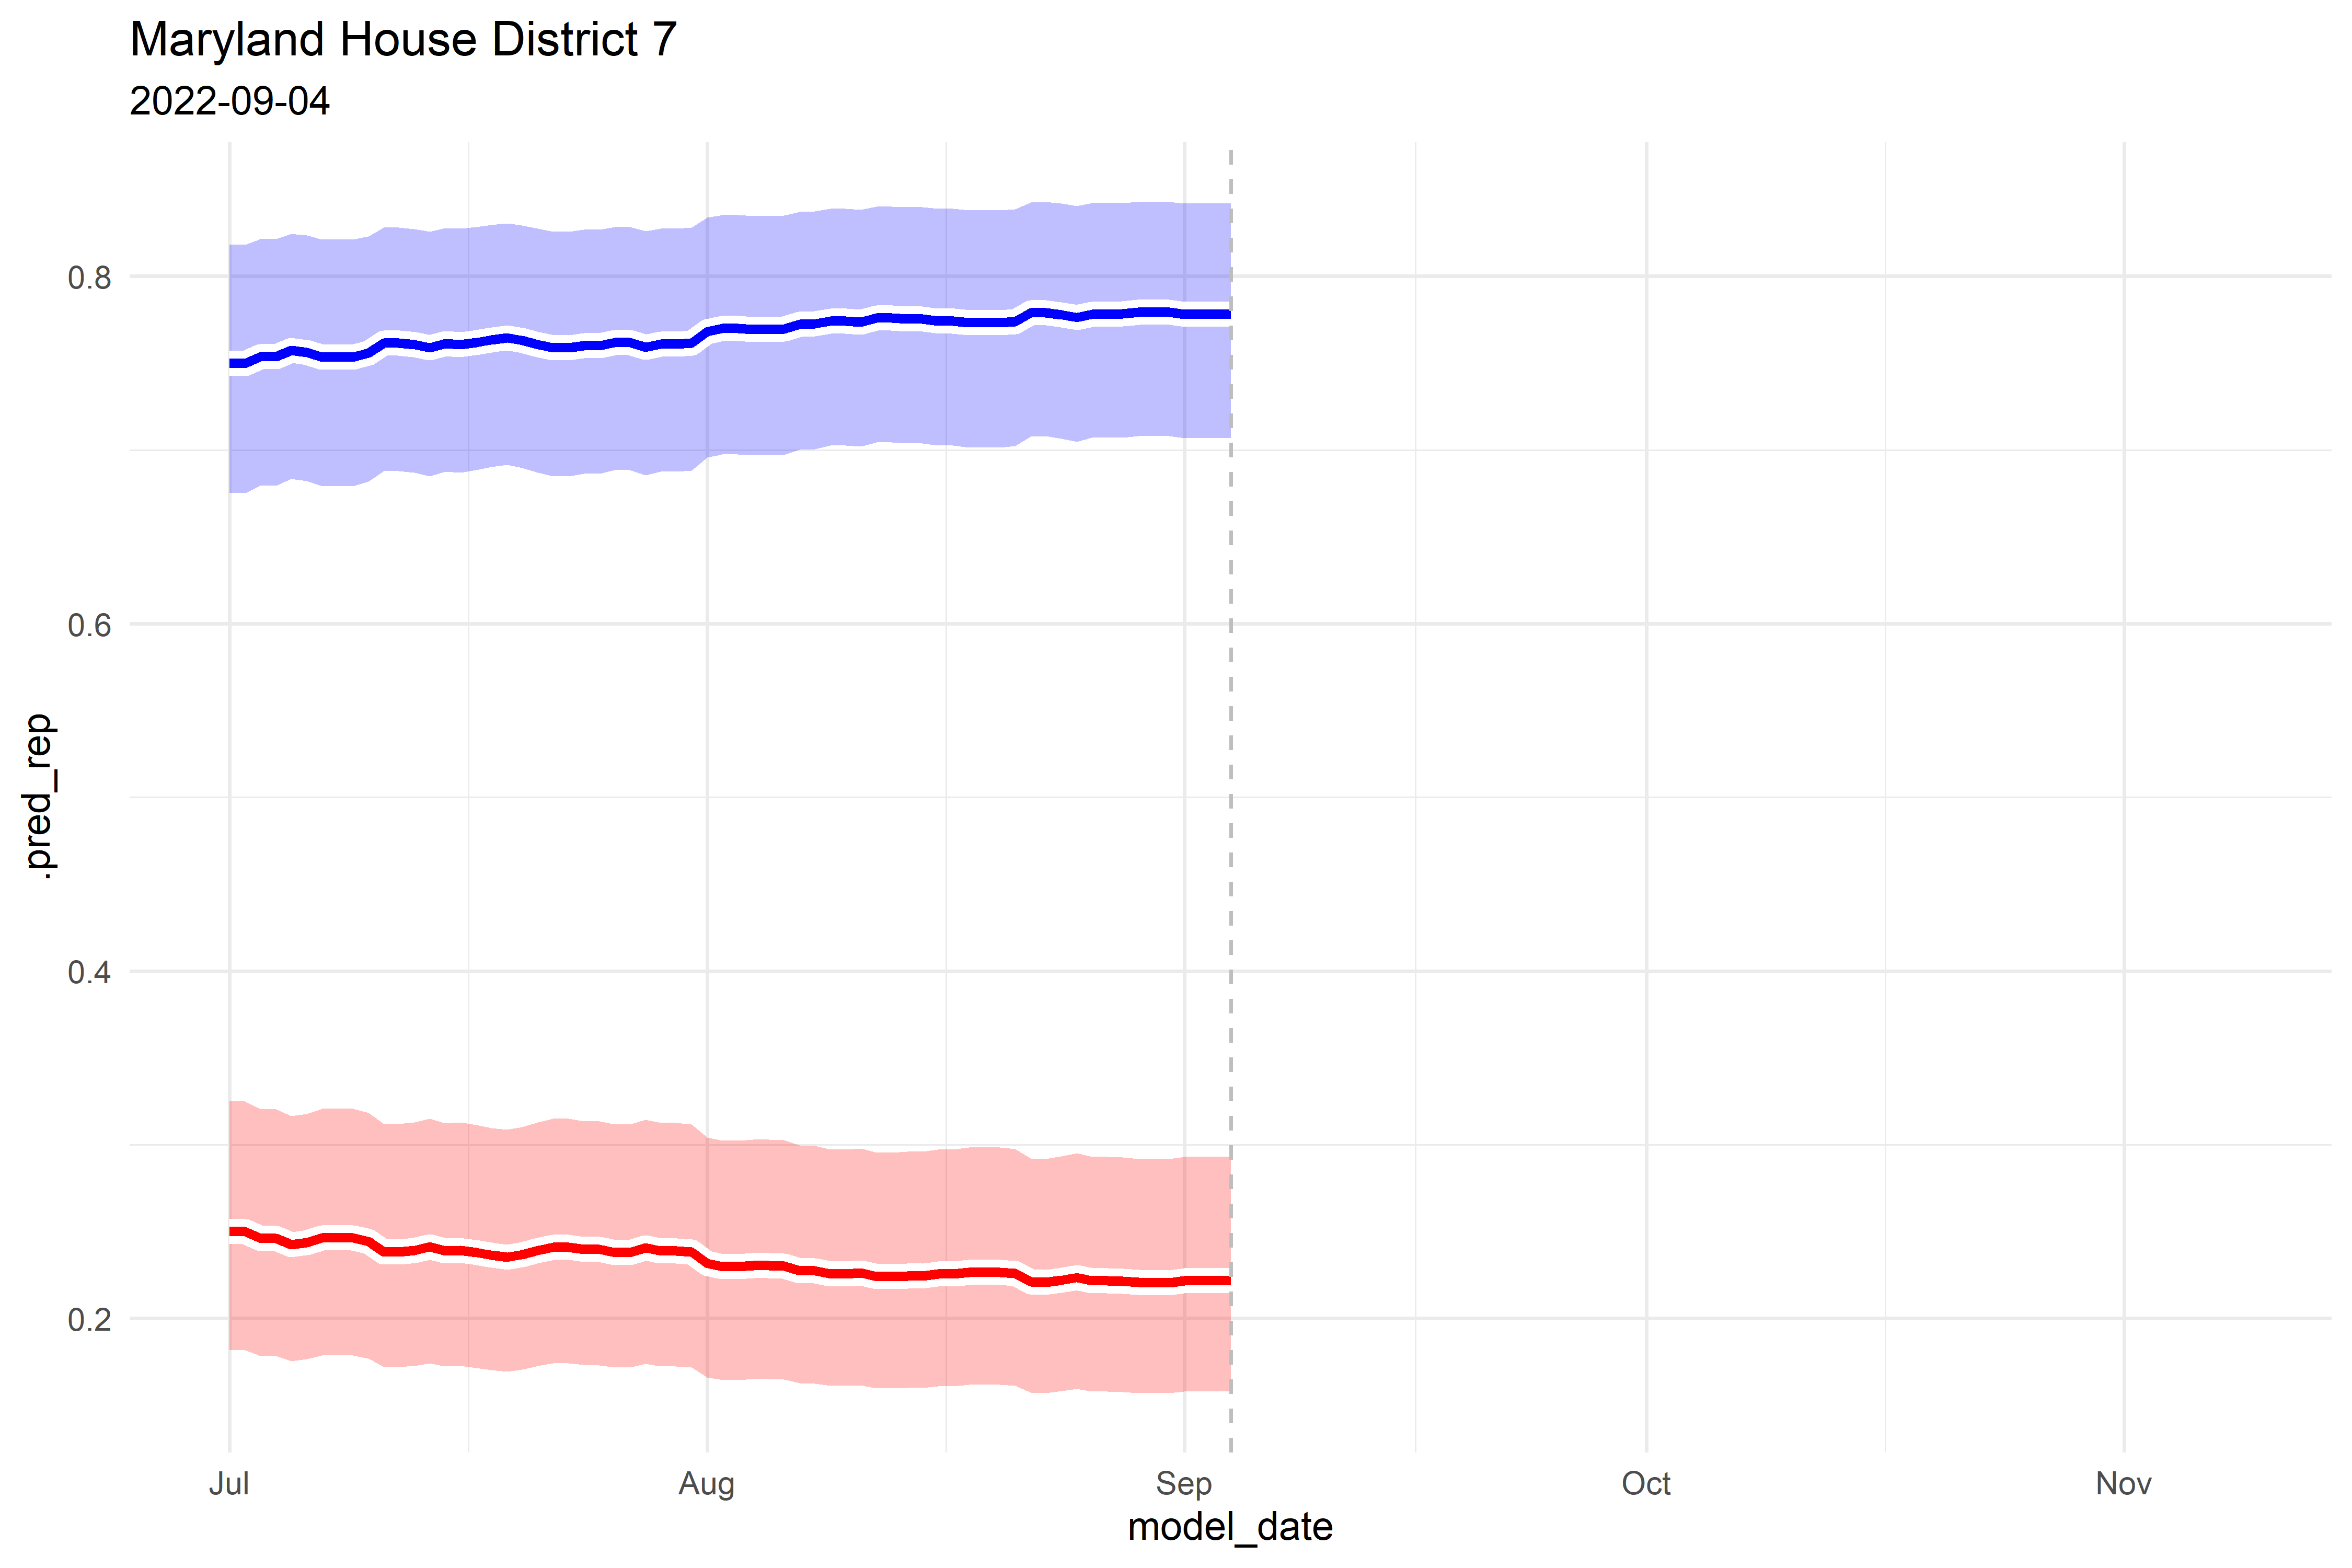 Maryland House District 7
2022-09-04
.pred_rep
0.8
0.6
0.4
0.2
Jul
Aug
Sep
Oct
Nov
model_date